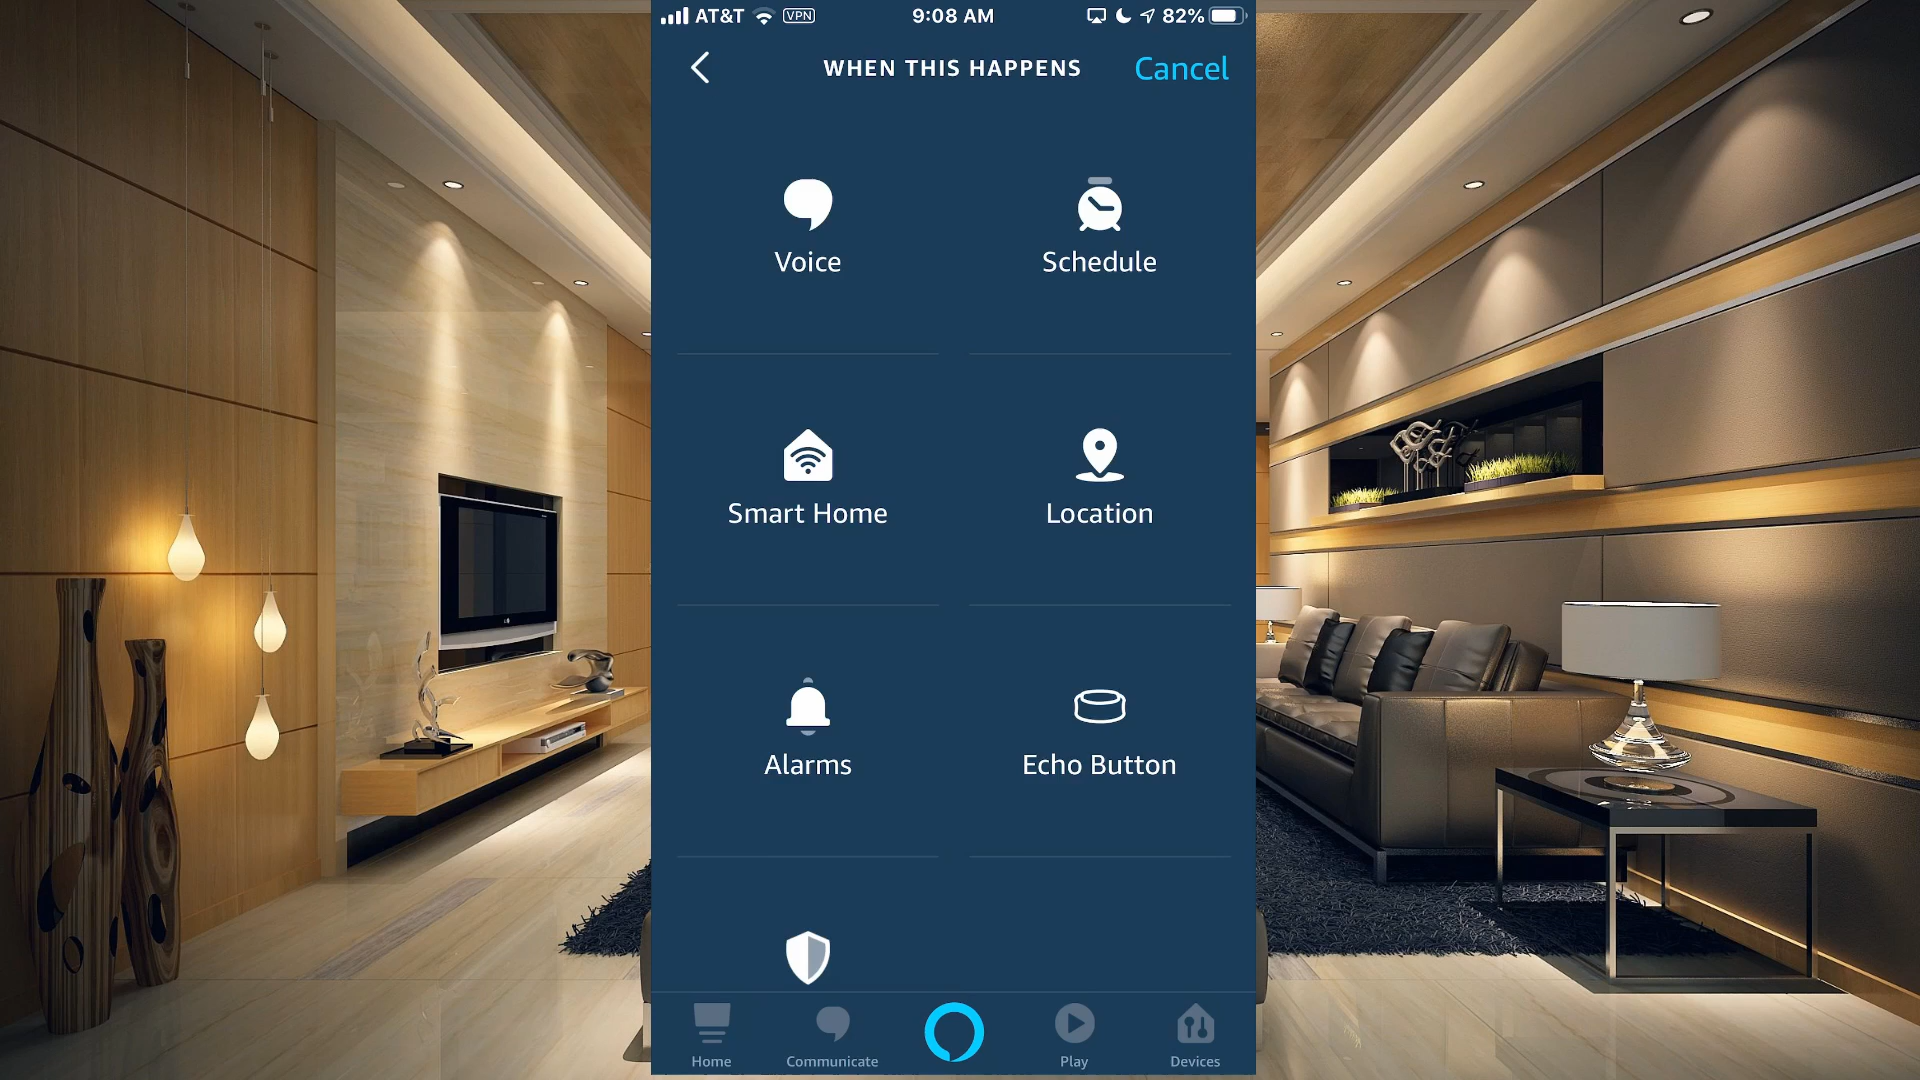 AT&T VPN 9:08 AM 82%
WHEN THIS HAPPENS Cancel
Voice Schedule
Smart Home Location
Alarms Echo Button
Home Communicate Play Devices